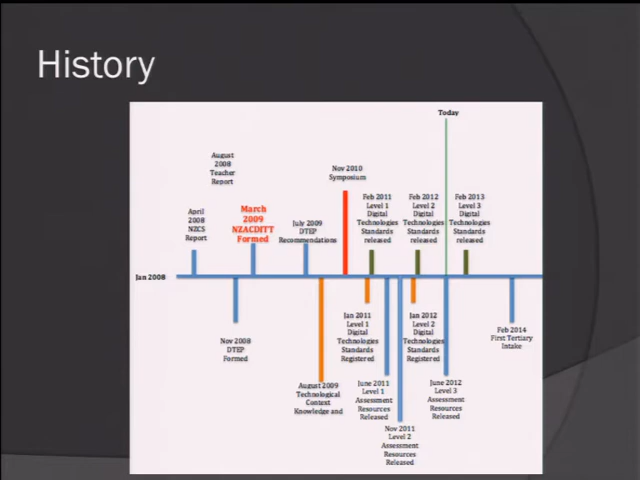 History
Today
August
2008
Teacher
Report
Nov 2010
Symposium
April
2008
NZCS
Report
March
2009
NZACDITT
Formed
July 2009
DTEP
Recommendations
Feb 2011
Level 1
Digital
Technologies
Standards
released
Feb 2012
Level 2
Digital
Technologies
Standards
released
Feb 2013
Level 3
Digital
Technologies
Standards
released
Jan 2008
Nov 2008
DTEP
Formed
August 2009
Technological
Context
Knowledge and
Jan 2011
Level 1
Digital
Technologies
Standards
Registered
June 2011
Level 1
Assessment
Resources
Released
Nov 2011
Level 2
Assessment
Resources
Released
Jan 2012
Level 2
Digital
Technologies
Standards
Registered
June 2012
Level 3
Assessment
Resources
Released
Feb 2014
First Tertiary
Intake